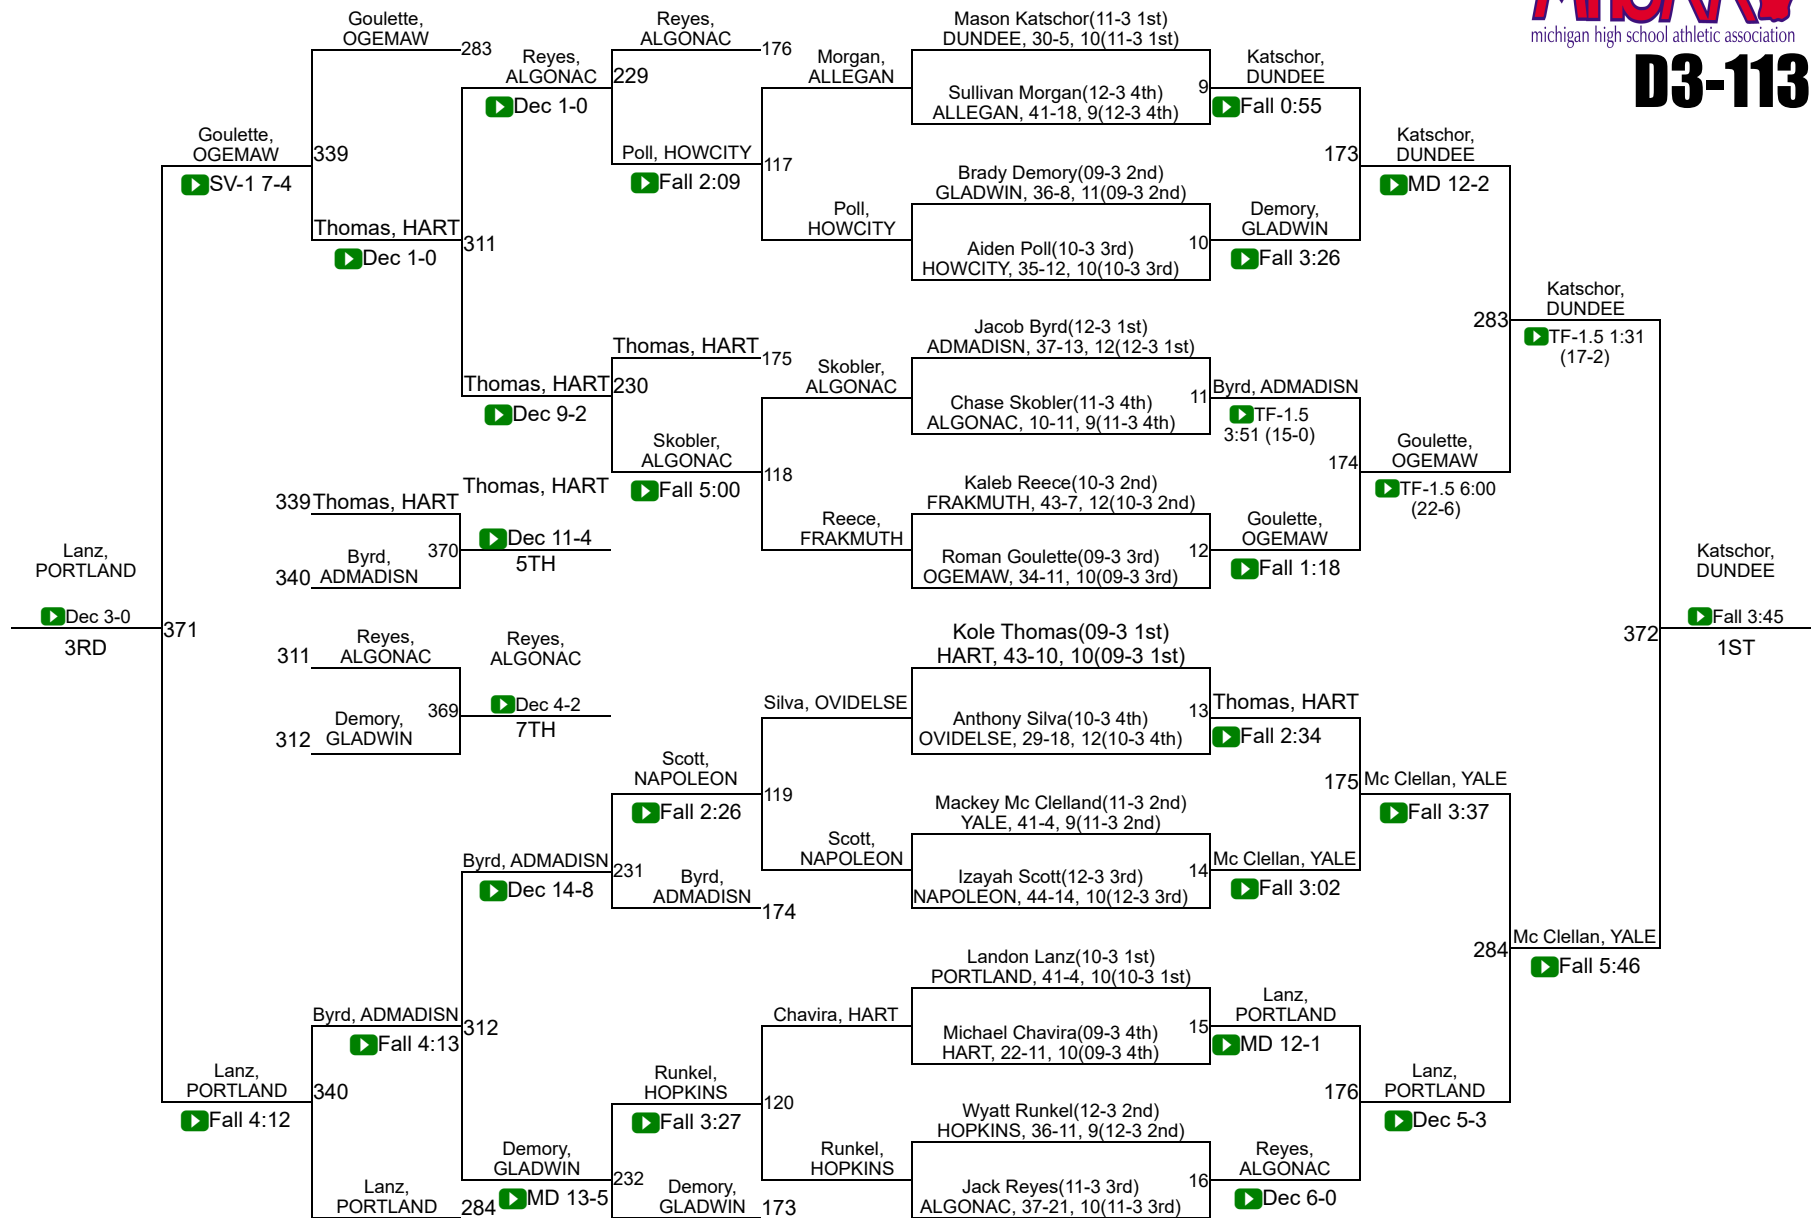 MHSAA
michigan high school athletic association
D3-113
Goulette,
OGEMAW
283
Reyes,
ALGONAC
Dec 1-0
Reyes,
ALGONAC
176
229
Poll, HOWCITY
Fall 2:09
117
Morgan,
ALLEGAN
Poll,
HOWCITY
Mason Katschor(11-3 1st)
DUNDEE, 30-5, 10(11-3 1st)
Sullivan Morgan(12-3 4th)
ALLEGAN, 41-18, 9(12-3 4th)
9
Katschor,
DUNDEE
Fall 0:55
Brady Demory(09-3 2nd)
GLADWIN, 36-8, 11(09-3 2nd)
Aiden Poll(10-3 3rd)
HOWCITY, 35-12, 10(10-3 3rd)
10
Demory,
GLADWIN
Fall 3:26
173
Katschor,
DUNDEE
MD 12-2
Goulette,
OGEMAW
SV-1 7-4
339
Thomas, HART
Dec 1-0
311
Thomas, HART
Dec 9-2
230
Thomas, HART
175
Skobler,
ALGONAC
Fall 5:00
118
Skobler,
ALGONAC
Reece,
FRAKMUTH
Jacob Byrd(12-3 1st)
ADMADISN, 37-13, 12(12-3 1st)
Chase Skobler(11-3 4th)
ALGONAC, 10-11, 9(11-3 4th)
11
Byrd, ADMADISN
TF-1.5
3:51 (15-0)
Kaleb Reece(10-3 2nd)
FRAKMUTH, 43-7, 12(10-3 2nd)
Roman Goulette(09-3 3rd)
OGEMAW, 34-11, 10(09-3 3rd)
12
Goulette,
OGEMAW
Fall 1:18
174
Goulette,
OGEMAW
TF-1.5 6:00
(22-6)
283
Katschor,
DUNDEE
TF-1.5 1:31
(17-2)
339
Thomas, HART
340
Byrd,
ADMADISN
370
Thomas, HART
Dec 11-4
5TH
Lanz,
PORTLAND
Dec 3-0
3RD
371
311
Reyes,
ALGONAC
312
Demory,
GLADWIN
369
Reyes,
ALGONAC
Dec 4-2
7TH
372
Katschor,
DUNDEE
Fall 3:45
1ST
Silva, OVIDELSE
Scott,
NAPOLEON
Scott,
NAPOLEON
Fall 2:26
119
Kole Thomas(09-3 1st)
HART, 43-10, 10(09-3 1st)
Anthony Silva(10-3 4th)
OVIDELSE, 29-18, 12(10-3 4th)
13
Thomas, HART
Fall 2:34
Mackey Mc Clelland(11-3 2nd)
YALE, 41-4, 9(11-3 2nd)
Izayah Scott(12-3 3rd)
NAPOLEON, 44-14, 10(12-3 3rd)
14
Mc Clellan, YALE
Fall 3:02
175
Mc Clellan, YALE
Fall 3:37
Byrd, ADMADISN
Dec 14-8
231
Byrd,
ADMADISN
174
284
Mc Clellan, YALE
Fall 5:46
Byrd, ADMADISN
Fall 4:13
312
Lanz,
PORTLAND
Fall 4:12
340
Lanz,
PORTLAND
284
Demory,
GLADWIN
MD 13-5
232
Runkel,
HOPKINS
Fall 3:27
120
Demory,
GLADWIN
173
Chavira, HART
Runkel,
HOPKINS
Landon Lanz(10-3 1st)
PORTLAND, 41-4, 10(10-3 1st)
Michael Chavira(09-3 4th)
HART, 22-11, 10(09-3 4th)
15
Lanz,
PORTLAND
MD 12-1
Wyatt Runkel(12-3 2nd)
HOPKINS, 36-11, 9(12-3 2nd)
Jack Reyes(11-3 3rd)
ALGONAC, 37-21, 10(11-3 3rd)
16
Reyes,
ALGONAC
Dec 6-0
176
Lanz,
PORTLAND
Dec 5-3